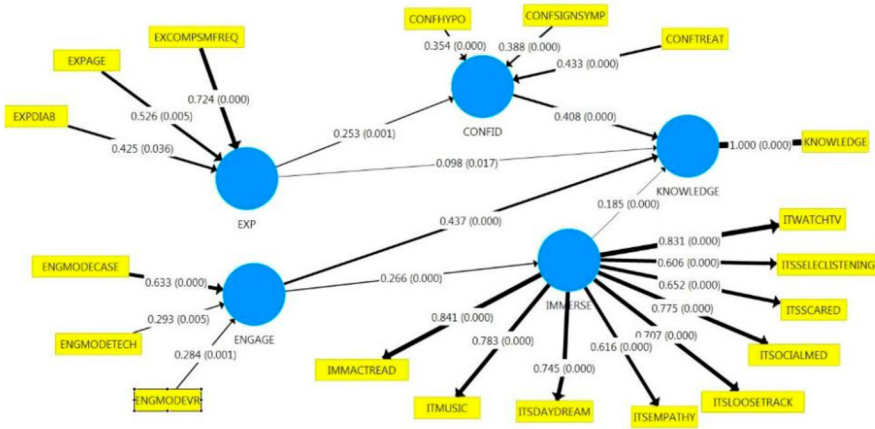 CONFHYPO
CONFSIGNSYMP
EXCOMPSMFREQ
CONFTREAT
0.354 (0.000)
0.388 (0.000)
EXPAGE
0.433 (0.000)
0.724 (0.000)
EXPDIAB
0.526 (0.005)
0.408 (0.000)
0.253 (0.001)
CONFID
0.425 (0.036)
1.000 (0.000)
KNOWLEDGE
0.098 (0.017)
KNOWLEDGE
0.185 (0.000)
EXP
0.437 (0.000)
ITWATCHTV
0.831 (0.000)
ENGMODECASE
0.606 (0.000)
ITSSELECLISTENING
0.633 (0.000)
0.266 (0.000)
0.652 (0.000)
IMMERSE
0.775 (0.000)
ITSSCARED
0.293 (0.005)
ENGAGE
0.841 (0.000)
0.707 (0.000)
ENGMODETECH
0.783 (0.000)
0.616 (0.000)
ITSOCIALMED
0.284 (0.001)
0.745 (0.000)
IMMACTREAD
ENGMODEVR
ITMUSIC
ITSDAYDREAM
ITSEMPATHY
ITSLOOSETRACK